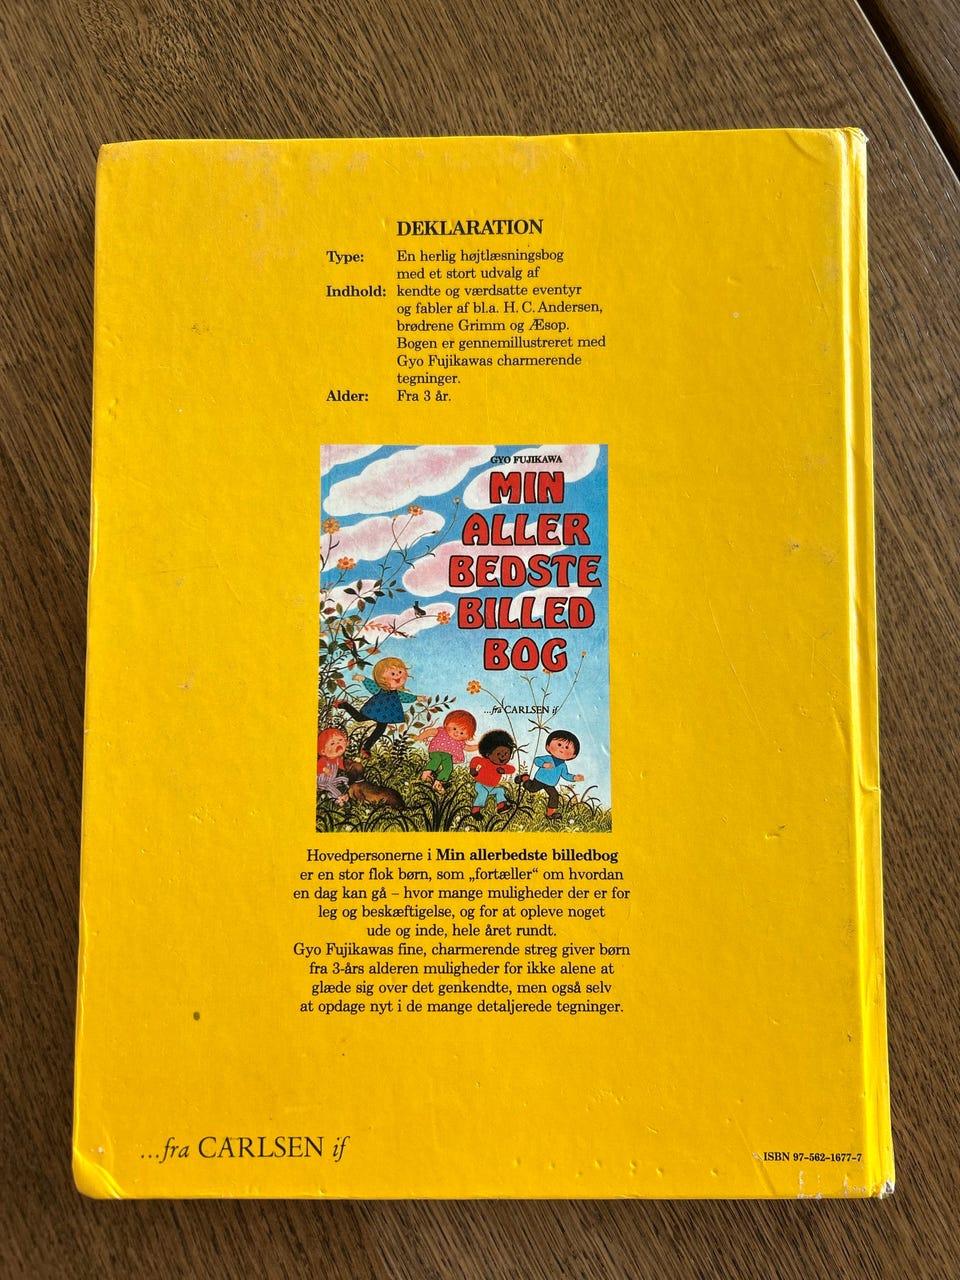 DEKLARATION
Type: En herlig højtlæsningsbog
med et stort udvalg af
Indhold: kendte og værdsatte eventyr
og fabler af bl.a. H. C. Andersen,
brødrene Grimm og Æsop.
Bogen er gennemillustreret med
Gyo Fujikawas charmerende
tegninger.
Alder: Fra 3 år.
GYO FUJIKAWA
MIN
ALLER
BEDSTE
BILLED
BOG
...fra CARLSEN if
Hovedpersonerne i Min allerbedste billedbog
er en stor flok børn, som „fortæller“ om hvordan
en dag kan gå – hvor mange muligheder der er for
leg og beskæftigelse, og for at opleve noget
ude og inde, hele året rundt.
Gyo Fujikawas fine, charmerende streg giver børn
fra 3-års alderen muligheder for ikke alene at
glæde sig over det genkendte, men også selv
at opdage nyt i de mange detaljerede tegninger.
...fra CARLSEN if
ISBN 97-562-1677-7